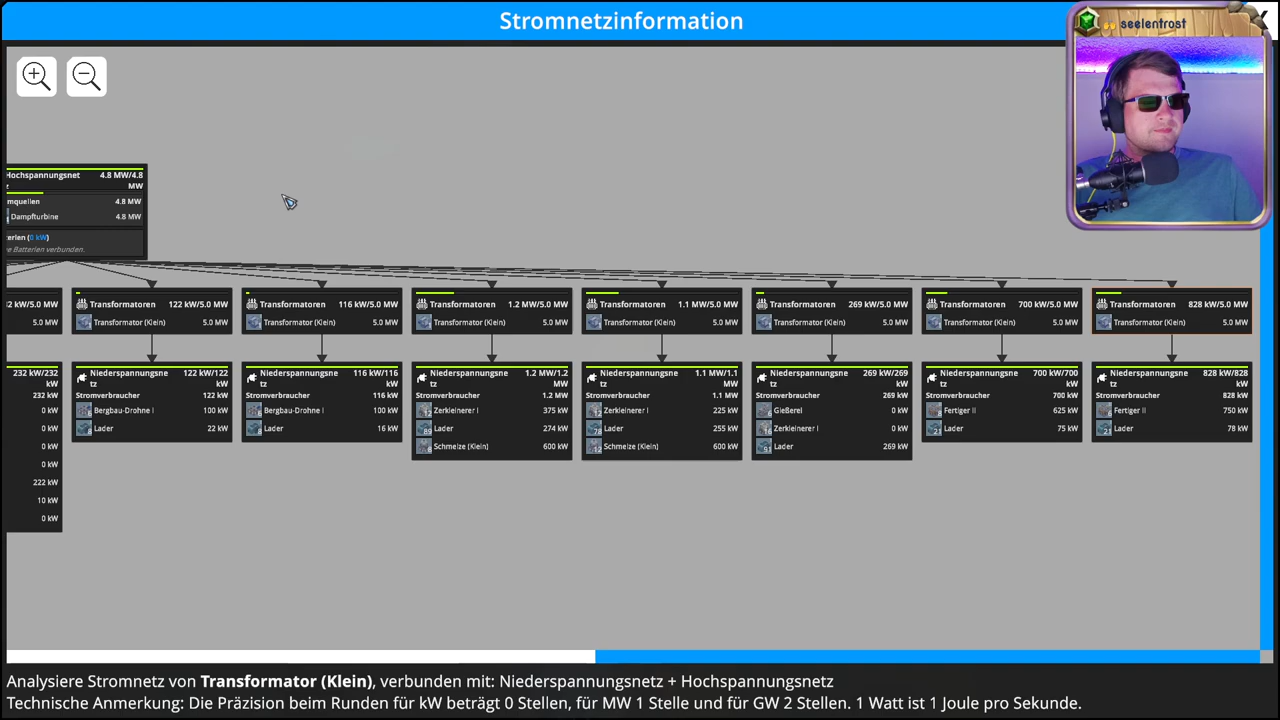 Stromnetzinformation
seelentrost
Hochspannungsnet 4.8 MW/4.8
z MW
mquellen 4.8 MW
Dampfturbine 4.8 MW
terien (0 kW)
e Batterien verbunden.
2 kW/5.0 MW
5.0 MW
Transformatoren 122 kW/5.0 MW
Transformator (Klein) 5.0 MW
Transformatoren 116 kW/5.0 MW
Transformator (Klein) 5.0 MW
Transformatoren 1.2 MW/5.0 MW
Transformator (Klein) 5.0 MW
Transformatoren 1.1 MW/5.0 MW
Transformator (Klein) 5.0 MW
Transformatoren 269 kW/5.0 MW
Transformator (Klein) 5.0 MW
Transformatoren 700 kW/5.0 MW
Transformator (Klein) 5.0 MW
Transformatoren 828 kW/5.0 MW
Transformator (Klein) 5.0 MW
232 kW/232
kW
232 kW
0 kW
0 kW
0 kW
0 kW
222 kW
10 kW
0 kW
Niederspannungsne 122 kW/122
tz kW
Stromverbraucher 122 kW
Bergbau-Drohne I 100 kW
8 Lader 22 kW
Niederspannungsne 116 kW/116
tz kW
Stromverbraucher 116 kW
Bergbau-Drohne I 100 kW
8 Lader 16 kW
Niederspannungsne 1.2 MW/1.2
tz MW
Stromverbraucher 1.2 MW
Zerkleinerer I 375 kW
89 Lader 274 kW
8 Schmelze (Klein) 600 kW
Niederspannungsne 1.1 MW/1.1
tz MW
Stromverbraucher 1.1 MW
Zerkleinerer I 225 kW
78 Lader 255 kW
12 Schmelze (Klein) 600 kW
Niederspannungsne 269 kW/269
tz kW
Stromverbraucher 269 kW
Gießerei 0 kW
16 Zerkleinerer I 0 kW
91 Lader 269 kW
Niederspannungsne 700 kW/700
tz kW
Stromverbraucher 700 kW
Fertiger II 625 kW
21 Lader 75 kW
Niederspannungsne 828 kW/828
tz kW
Stromverbraucher 828 kW
Fertiger II 750 kW
21 Lader 78 kW
Analysiere Stromnetz von Transformator (Klein), verbunden mit: Niederspannungsnetz + Hochspannungsnetz
Technische Anmerkung: Die Präzision beim Runden für kW beträgt 0 Stellen, für MW 1 Stelle und für GW 2 Stellen. 1 Watt ist 1 Joule pro Sekunde.